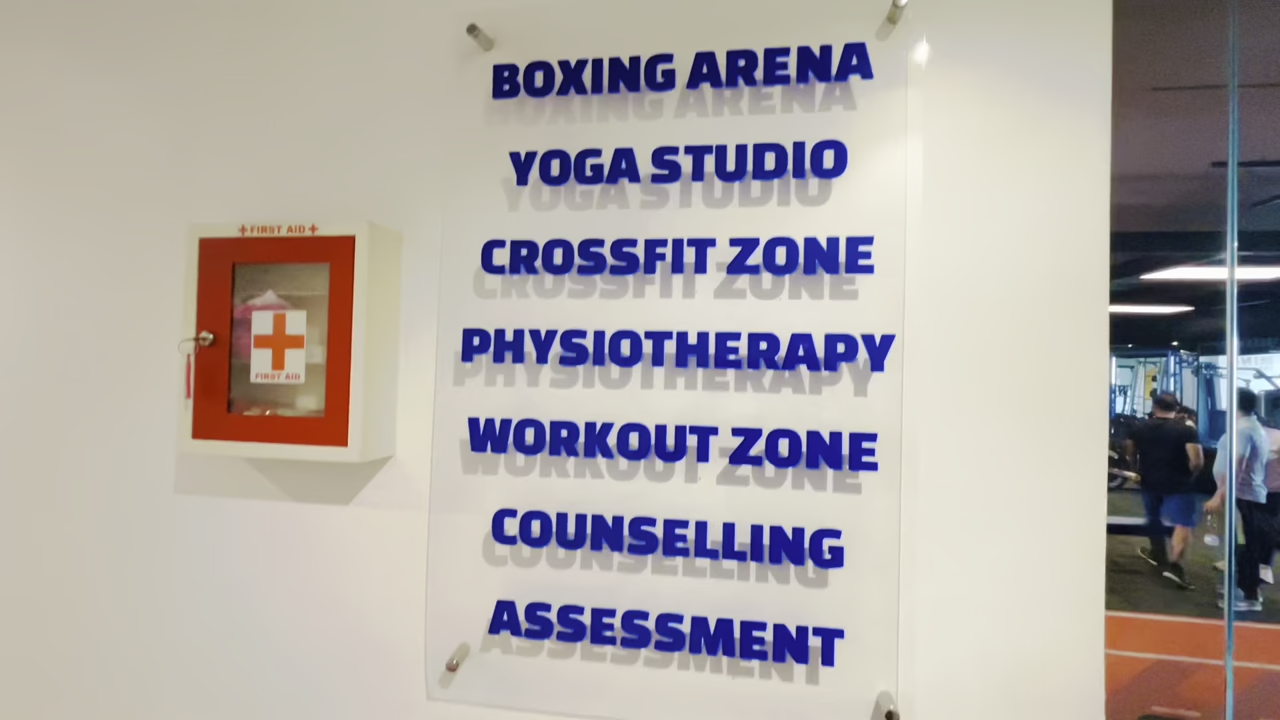 +FIRST AID+
FIRST AID
BOXING ARENA
YOGA STUDIO
CROSSFIT ZONE
PHYSIOTHERAPY
WORKOUT ZONE
COUNSELLING
ASSESSMENT